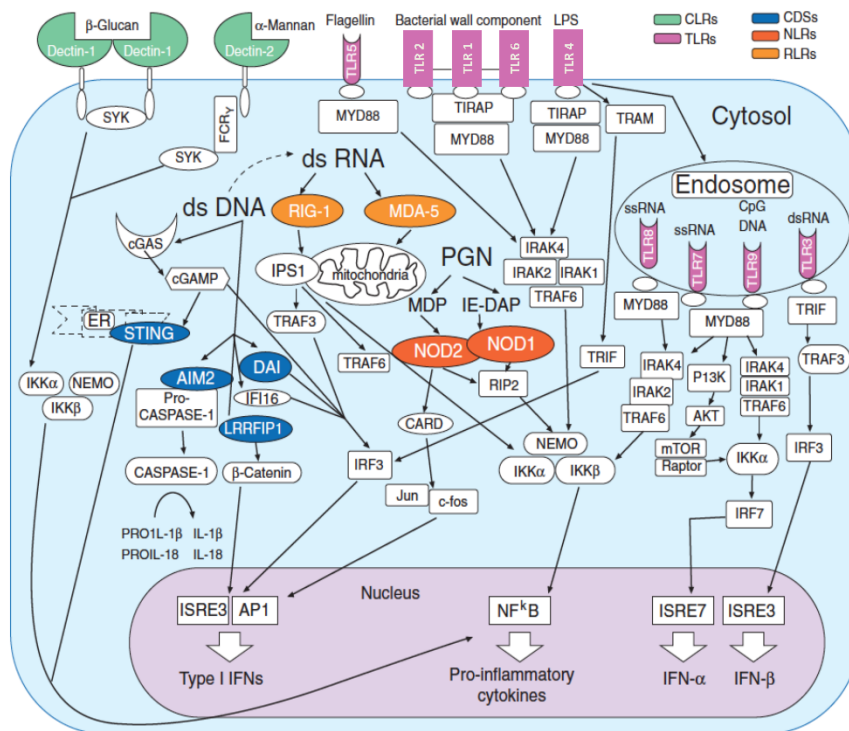 β-Glucan
Dectin-1 Dectin-1
α-Mannan
Dectin-2
Flagellin
TLR5
Bacterial wall component
TLR 2
TLR 1
TLR 6
LPS
TLR 4
CLRs
TLRs
CDSs
NLRs
RLRs
SYK
FCRγ
SYK
MYD88
TIRAP
MYD88
TIRAP
MYD88
TRAM
Cytosol
Endosome
ssRNA
TLR8
ssRNA
TLR7
CpG
DNA
TLR9
dsRNA
TLR3
ds RNA
ds DNA
RIG-1
MDA-5
cGAS
cGAMP
IPS1
mitochondria
PGN
MDP
IE-DAP
IRAK4
IRAK2
IRAK1
TRAF6
MYD88
MYD88
TRIF
ER
STING
TRAF3
TRAF6
NOD2
NOD1
TRIF
IRAK4
IRAK2
TRAF6
P13K
AKT
mTOR
Raptor
IRAK4
IRAK1
TRAF6
TRAF3
AIM2
DAI
Pro-
CASPASE-1
IFI16
LRRFIP1
RIP2
CARD
IKKα
NEMO
IKKβ
CASPASE-1
β-Catenin
IRF3
NEMO
IKKα
IKKβ
IKKα
IRF3
Jun
c-fos
IRF7
PRO1L-1β IL-1β
PROIL-18 IL-18
Nucleus
ISRE3
AP1
NFkB
ISRE7
ISRE3
Type I IFNs
Pro-inflammatory
cytokines
IFN-α
IFN-β